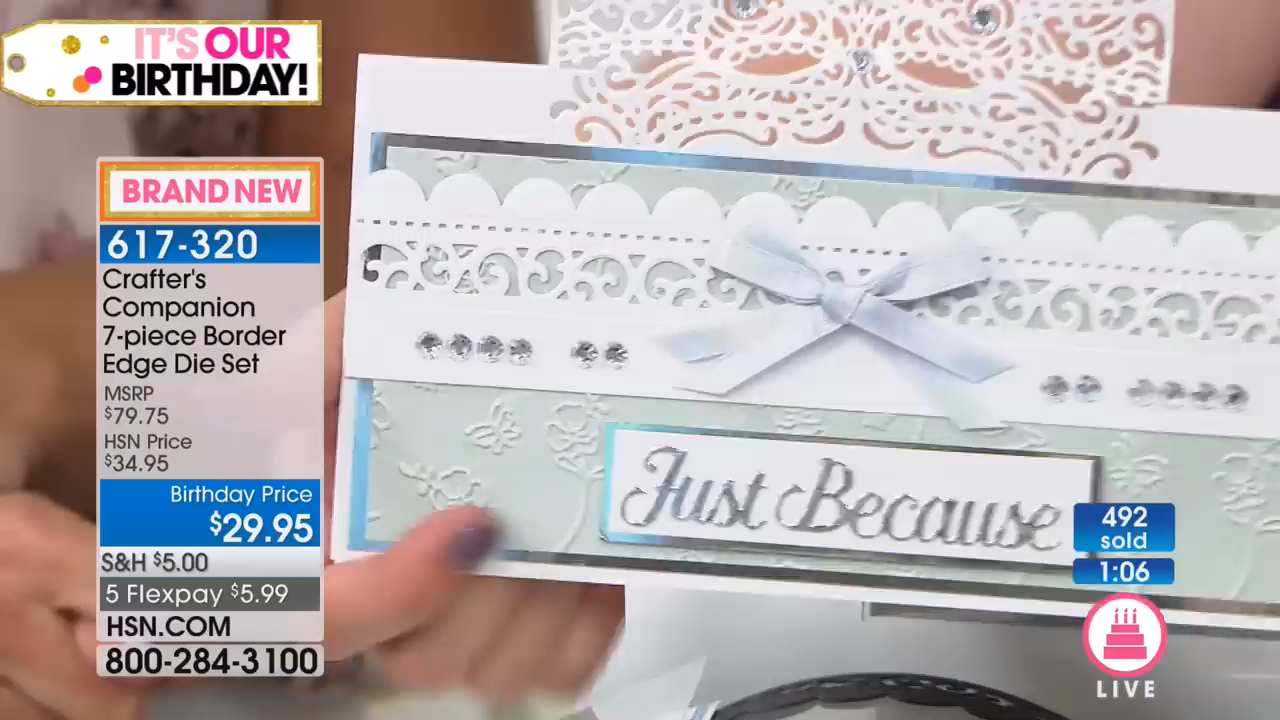 IT'S OUR
BIRTHDAY!
BRAND NEW
617-320
Crafter's
Companion
7-piece Border
Edge Die Set
MSRP
$79.75
HSN Price
$34.95
Birthday Price
$29.95
S&H $5.00
5 Flexpay $5.99
HSN.COM
800-284-3100
Just Because
492
sold
1:06
LIVE